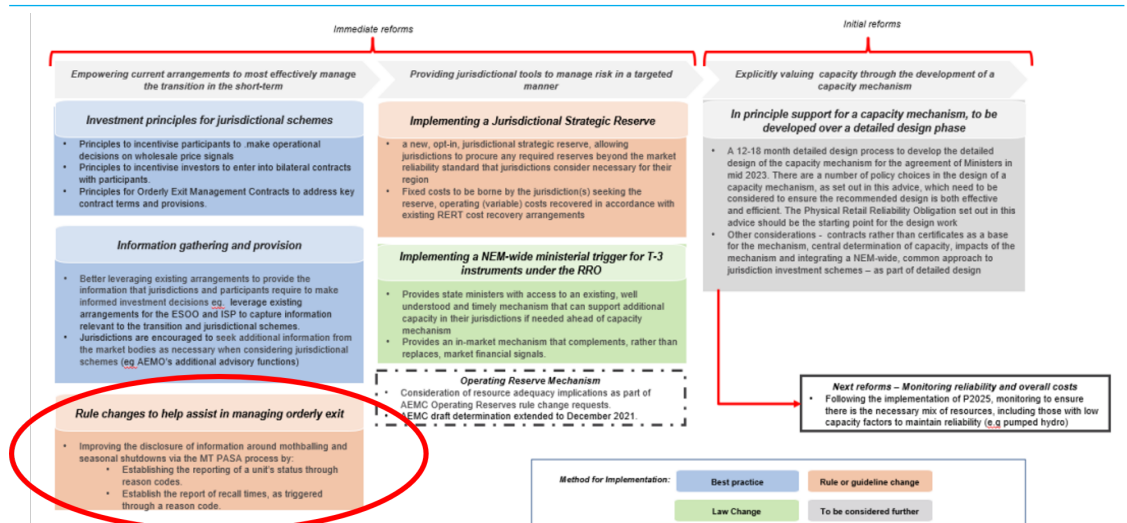 Immediate reforms
Initial reforms
Empowering current arrangements to most effectively manage
the transition in the short-term
Providing jurisdictional tools to manage risk in a targeted
manner
Explicitly valuing capacity through the development of a
capacity mechanism
Investment principles for jurisdictional schemes
• Principles to incentivise participants to .make operational
decisions on wholesale price signals
• Principles to incentivise investors to enter into bilateral contracts
with participants.
• Principles for Orderly Exit Management Contracts to address key
contract terms and provisions.
Information gathering and provision
• Better leveraging existing arrangements to provide the
information that jurisdictions and participants require to make
informed investment decisions eg. leverage existing
arrangements for the ESOO and ISP to capture information
relevant to the transition and jurisdictional schemes.
• Jurisdictions are encouraged to seek additional information from
the market bodies as necessary when considering jurisdictional
schemes (eg AEMO's additional advisory functions)
Rule changes to help assist in managing orderly exit
• Improving the disclosure of information around mothballing and
seasonal shutdowns via the MT PASA process by:
• Establishing the reporting of a unit's status through
reason codes.
• Establish the report of recall times, as triggered
through a reason code.
Implementing a Jurisdictional Strategic Reserve
• a new, opt-in, jurisdictional strategic reserve, allowing
jurisdictions to procure any required reserves beyond the market
reliability standard that jurisdictions consider necessary for their
region
• Fixed costs to be borne by the jurisdiction(s) seeking the
reserve, operating (variable) costs recovered in accordance with
existing RERT cost recovery arrangements
Implementing a NEM-wide ministerial trigger for T-3
instruments under the RRO
• Provides state ministers with access to an existing, well
understood and timely mechanism that can support additional
capacity in their jurisdictions if needed ahead of capacity
mechanism
• Provides an in-market mechanism that complements, rather than
replaces, market financial signals.
Operating Reserve Mechanism
• Consideration of resource adequacy implications as part of
AEMC Operating Reserves rule change requests.
• AEMC draft determination extended to December 2021.
In principle support for a capacity mechanism, to be
developed over a detailed design phase
• A 12-18 month detailed design process to develop the detailed
design of the capacity mechanism for the agreement of Ministers in
mid 2023. There are a number of policy choices in the design of a
capacity mechanism, as set out in this advice, which need to be
considered to ensure the recommended design is both effective
and efficient. The Physical Retail Reliability Obligation set out in this
advice should be the starting point for the design work
• Other considerations - contracts rather than certificates as a base
for the mechanism, central determination of capacity, impacts of the
mechanism and integrating a NEM-wide, common approach to
jurisdiction investment schemes – as part of detailed design
Next reforms – Monitoring reliability and overall costs
• Following the implementation of P2025, monitoring to ensure
there is the necessary mix of resources, including those with low
capacity factors to maintain reliability (e.g pumped hydro)
Method for Implementation:
Best practice
Rule or guideline change
Law Change
To be considered further